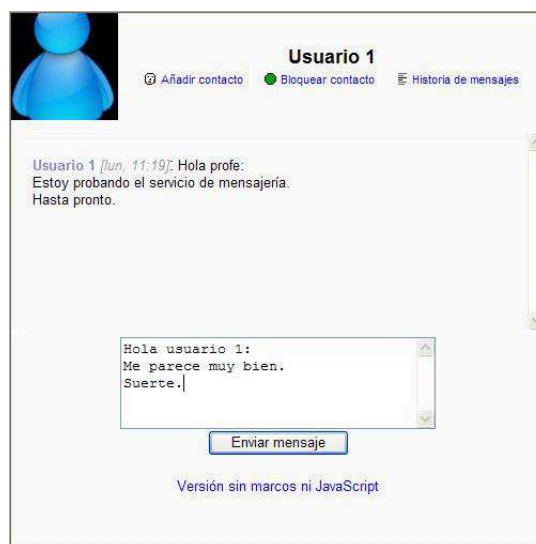 Usuario 1
Añadir contacto Bloquear contacto Historia de mensajes
Usuario 1 [lun, 11:19]: Hola profe:
Estoy probando el servicio de mensajería.
Hasta pronto.
Hola usuario 1:
Me parece muy bien.
Suerte.
Enviar mensaje
Versión sin marcos ni JavaScript